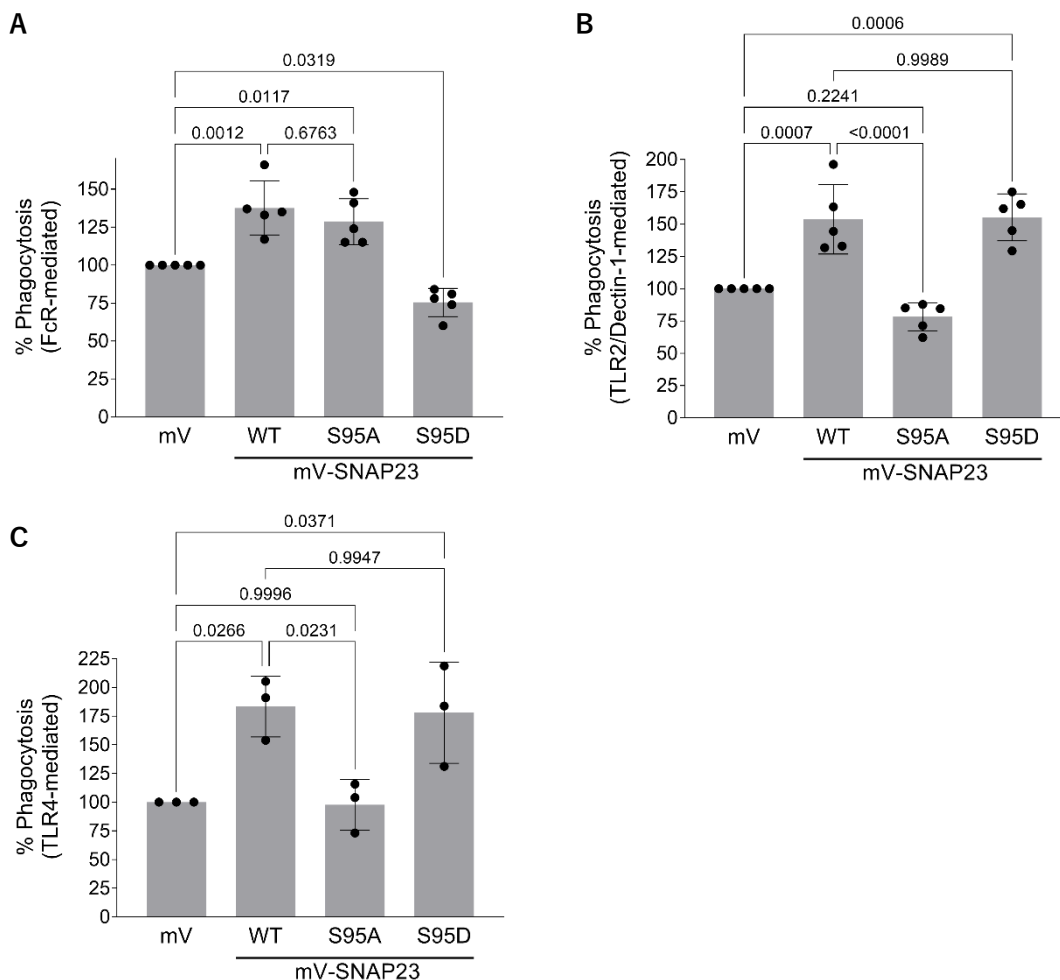 A
0.0319
0.0117
0.0012 0.6763
% Phagocytosis
(FcR-mediated)
150
125
100
75
50
25
0
mV WT S95A S95D
mV-SNAP23
B
0.0006
0.9989
0.2241
0.0007 <0.0001
% Phagocytosis
(TLR2/Dectin-1-mediated)
200
175
150
125
100
75
50
25
0
mV WT S95A S95D
mV-SNAP23
C
0.0371
0.9947
0.9996
0.0266 0.0231
% Phagocytosis
(TLR4-mediated)
225
200
175
150
125
100
75
50
25
0
mV WT S95A S95D
mV-SNAP23